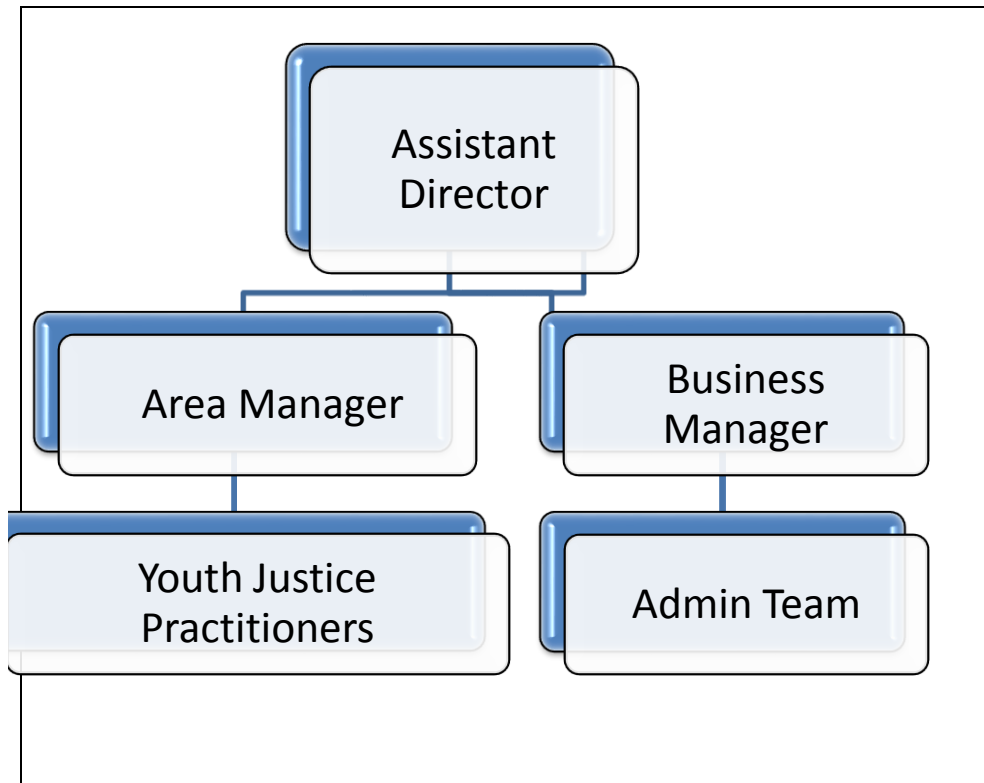 Assistant
Director
Area Manager
Business
Manager
Youth Justice
Practitioners
Admin Team